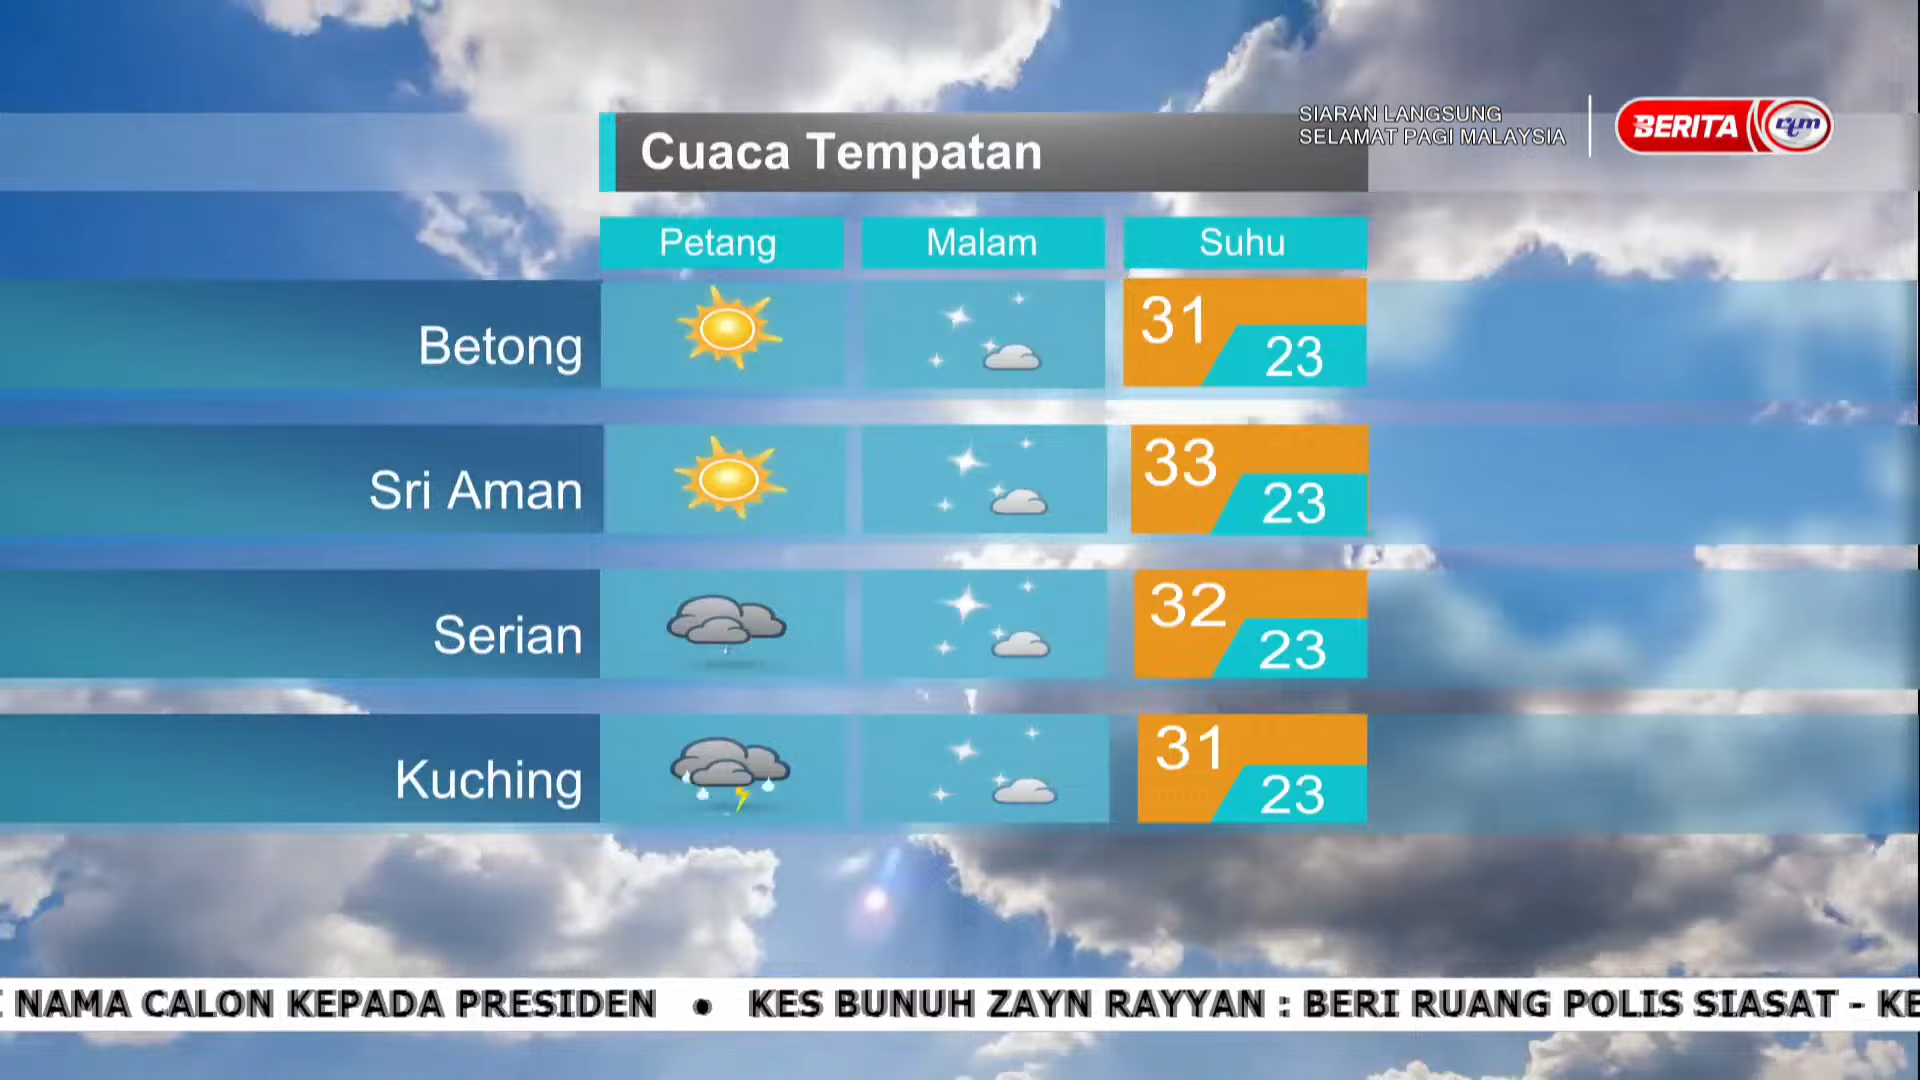 SIARAN LANGSUNG
SELAMAT PAGI MALAYSIA
BERITA rtm
Cuaca Tempatan
Petang Malam Suhu
Betong 31 23
Sri Aman 33 23
Serian 32 23
Kuching 31 23
NAMA CALON KEPADA PRESIDEN • KES BUNUH ZAYN RAYYAN : BERI RUANG POLIS SIASAT -